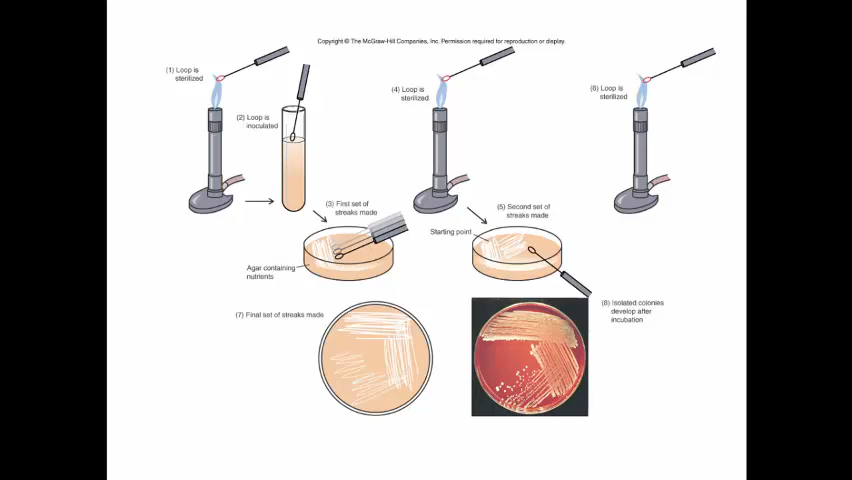 Copyright © The McGraw-Hill Companies, Inc. Permission required for reproduction or display.
(1) Loop is
sterilized
(2) Loop is
inoculated
(3) First set of
streaks made
Agar containing
nutrients
(4) Loop is
sterilized
(5) Second set of
streaks made
Starting point
(6) Loop is
sterilized
(7) Final set of streaks made
(8) Isolated colonies
develop after
incubation